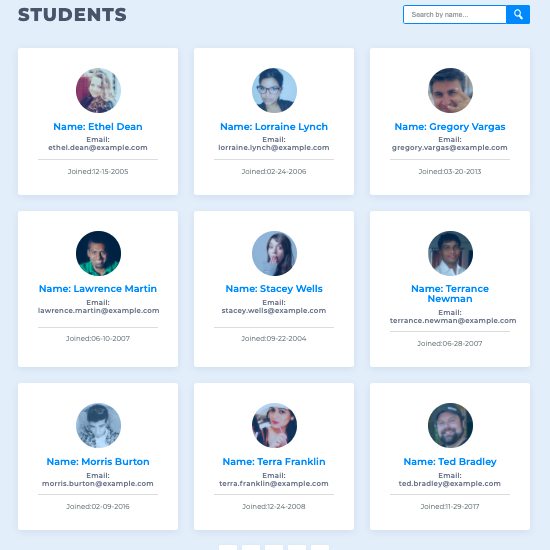 STUDENTS
Search by name...
Name: Ethel Dean
Email:
ethel.dean@example.com
Joined:12-15-2005
Name: Lorraine Lynch
Email:
lorraine.lynch@example.com
Joined:02-24-2006
Name: Gregory Vargas
Email:
gregory.vargas@example.com
Joined:03-20-2013
Name: Lawrence Martin
Email:
lawrence.martin@example.com
Joined:06-10-2007
Name: Stacey Wells
Email:
stacey.wells@example.com
Joined:09-22-2004
Name: Terrance
Newman
Email:
terrance.newman@example.com
Joined:06-28-2007
Name: Morris Burton
Email:
morris.burton@example.com
Joined:02-09-2016
Name: Terra Franklin
Email:
terra.franklin@example.com
Joined:12-24-2008
Name: Ted Bradley
Email:
ted.bradley@example.com
Joined:11-29-2017